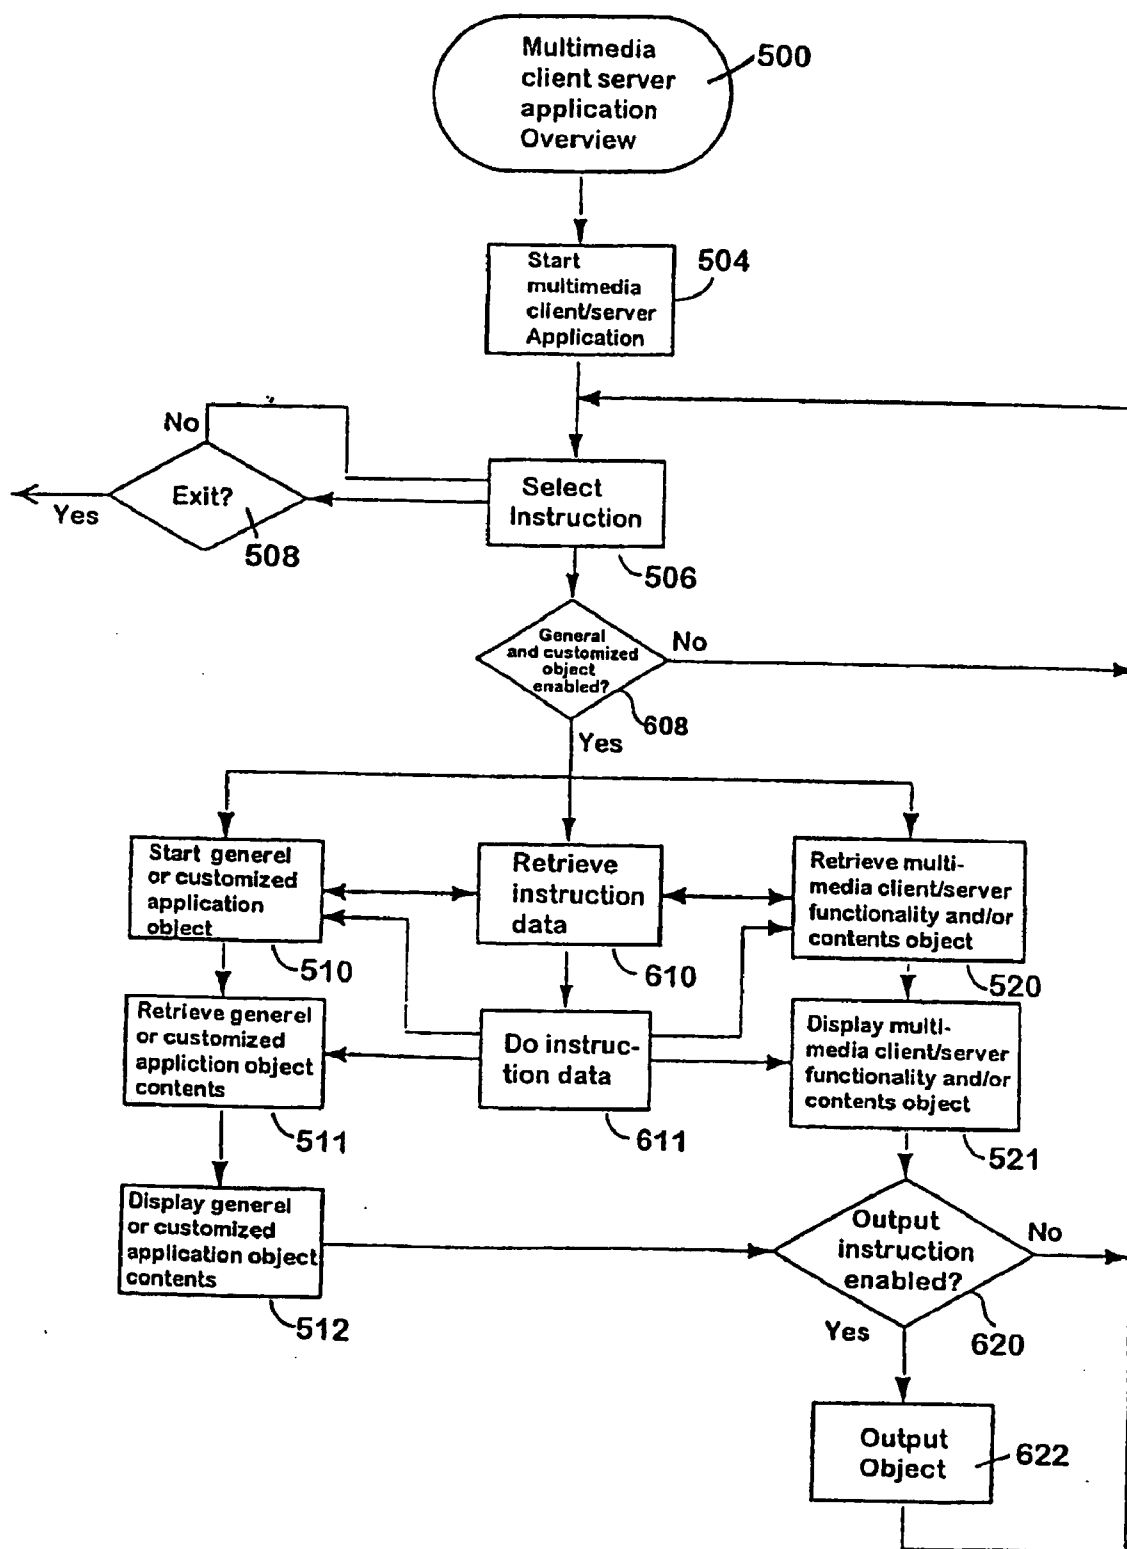 Multimedia
client server
application
Overview
500
Start
multimedia
client/server
Application
504
No
Exit?
Yes
508
Select
Instruction
506
General
and customized
object
enabled?
No
608
Yes
Start generel
or customized
application
object
510
Retrieve
instruction
data
610
Retrieve multi-
media client/server
functionality and/or
contents object
520
Retrieve generel
or customized
appliction object
contents
511
Do instruc-
tion data
611
Display multi-
media client/server
functionality and/or
contents object
521
Display generel
or customized
application object
contents
512
Output
instruction
enabled?
No
Yes
620
Output
Object
622